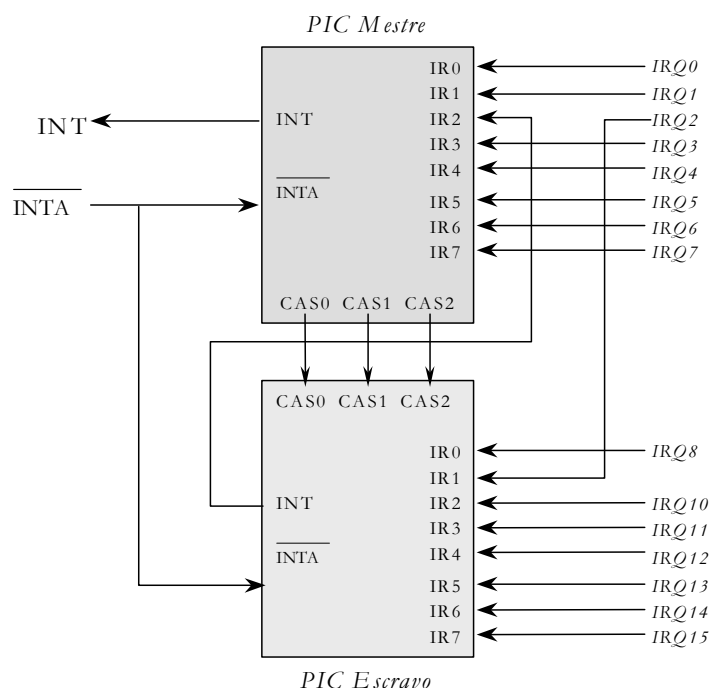 PIC Mestre
IR0
IRQ0
IR1
IRQ1
INT
INT
IR2
IRQ2
IR3
IRQ3
IR4
IRQ4
INTA
INTA
IR5
IRQ5
IR6
IRQ6
IR7
IRQ7
CAS0 CAS1 CAS2
CAS0 CAS1 CAS2
IR0
IRQ8
IR1
INT
IR2
IRQ10
IR3
IRQ11
INTA
IR4
IRQ12
IR5
IRQ13
IR6
IRQ14
IR7
IRQ15
PIC Escravo